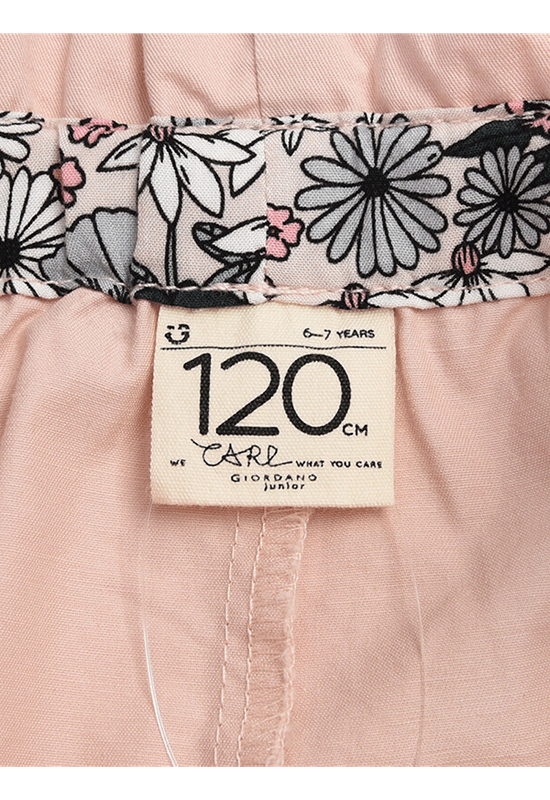 6–7 YEARS
120 CM
WE CARE WHAT YOU CARE
GIORDANO
junior